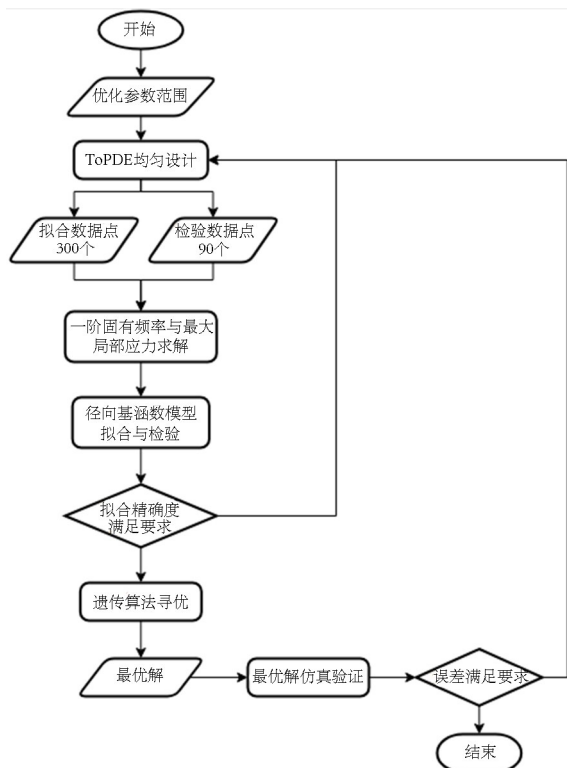 开始
优化参数范围
ToPDE均匀设计
拟合数据点
300个
检验数据点
90个
一阶固有频率与最大
局部应力求解
径向基涵数模型
拟合与检验
拟合精确度
满足要求
遗传算法寻优
最优解
最优解仿真验证
误差满足要求
结束